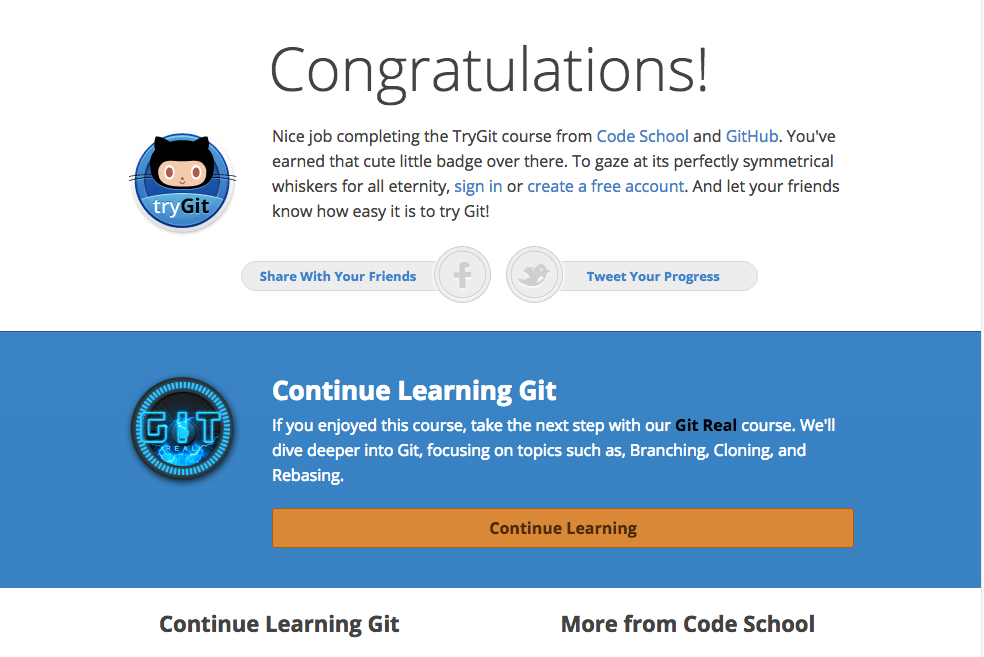 Congratulations!
Nice job completing the TryGit course from Code School and GitHub. You've
earned that cute little badge over there. To gaze at its perfectly symmetrical
whiskers for all eternity, sign in or create a free account. And let your friends
know how easy it is to try Git!
tryGit
Share With Your Friends
Tweet Your Progress
Continue Learning Git
If you enjoyed this course, take the next step with our Git Real course. We'll
dive deeper into Git, focusing on topics such as, Branching, Cloning, and
Rebasing.
GIT
REAL
Continue Learning
Continue Learning Git
More from Code School